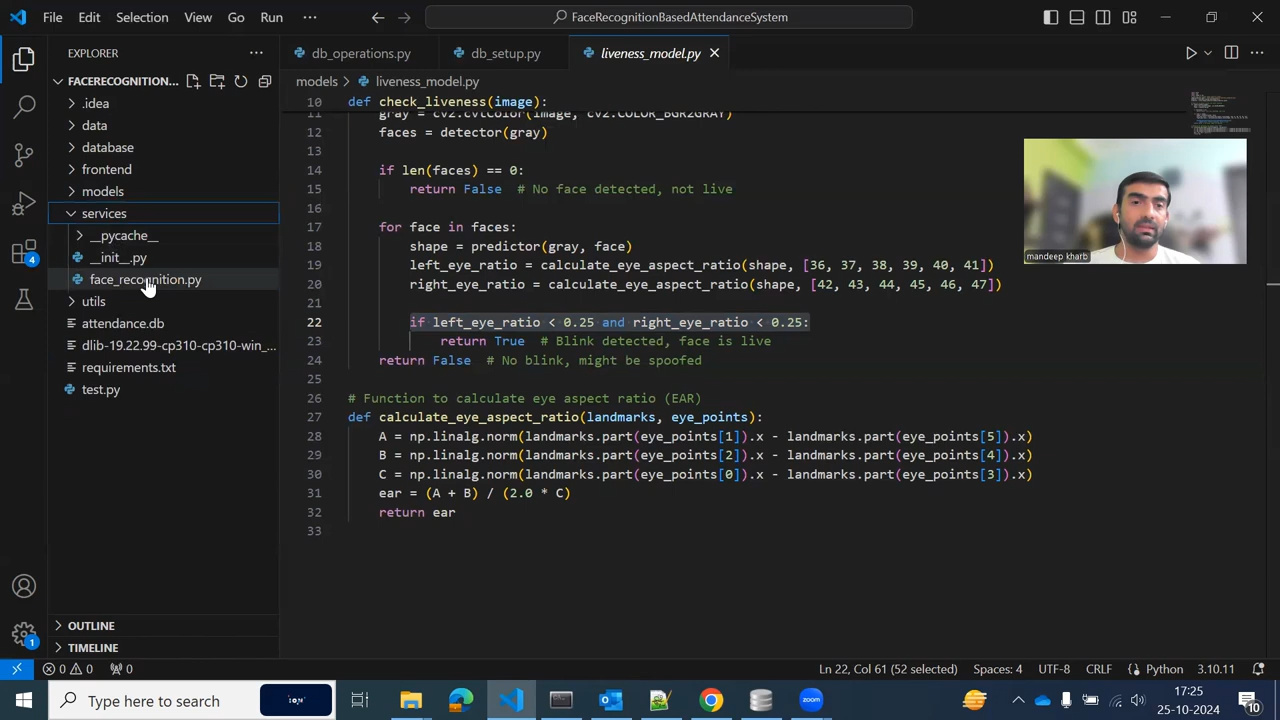 File Edit Selection View Go Run ···
FaceRecognitionBasedAttendanceSystem
EXPLORER ···
db_operations.py
db_setup.py
liveness_model.py
FACERECOGNITION...
models > liveness_model.py
.idea
data
database
frontend
models
services
__pycache__
__init__.py
face_recognition.py
utils
attendance.db
dlib-19.22.99-cp310-cp310-win_...
requirements.txt
test.py
OUTLINE
TIMELINE
10 def check_liveness(image):
11 gray = cv2.cvtColor(image, cv2.COLOR_BGR2GRAY)
12 faces = detector(gray)
13
14 if len(faces) == 0:
15 return False # No face detected, not live
16
17 for face in faces:
18 shape = predictor(gray, face)
19 left_eye_ratio = calculate_eye_aspect_ratio(shape, [36, 37, 38, 39, 40, 41])
20 right_eye_ratio = calculate_eye_aspect_ratio(shape, [42, 43, 44, 45, 46, 47])
21
22 if left_eye_ratio < 0.25 and right_eye_ratio < 0.25:
23 return True # Blink detected, face is live
24 return False # No blink, might be spoofed
25
26 # Function to calculate eye aspect ratio (EAR)
27 def calculate_eye_aspect_ratio(landmarks, eye_points):
28 A = np.linalg.norm(landmarks.part(eye_points[1]).x - landmarks.part(eye_points[5]).x)
29 B = np.linalg.norm(landmarks.part(eye_points[2]).x - landmarks.part(eye_points[4]).x)
30 C = np.linalg.norm(landmarks.part(eye_points[0]).x - landmarks.part(eye_points[3]).x)
31 ear = (A + B) / (2.0 * C)
32 return ear
33
mandeep kharb
4
1
0 0 0
Ln 22, Col 61 (52 selected) Spaces: 4 UTF-8 CRLF Python 3.10.11
Type here to search
17:25
25-10-2024
10